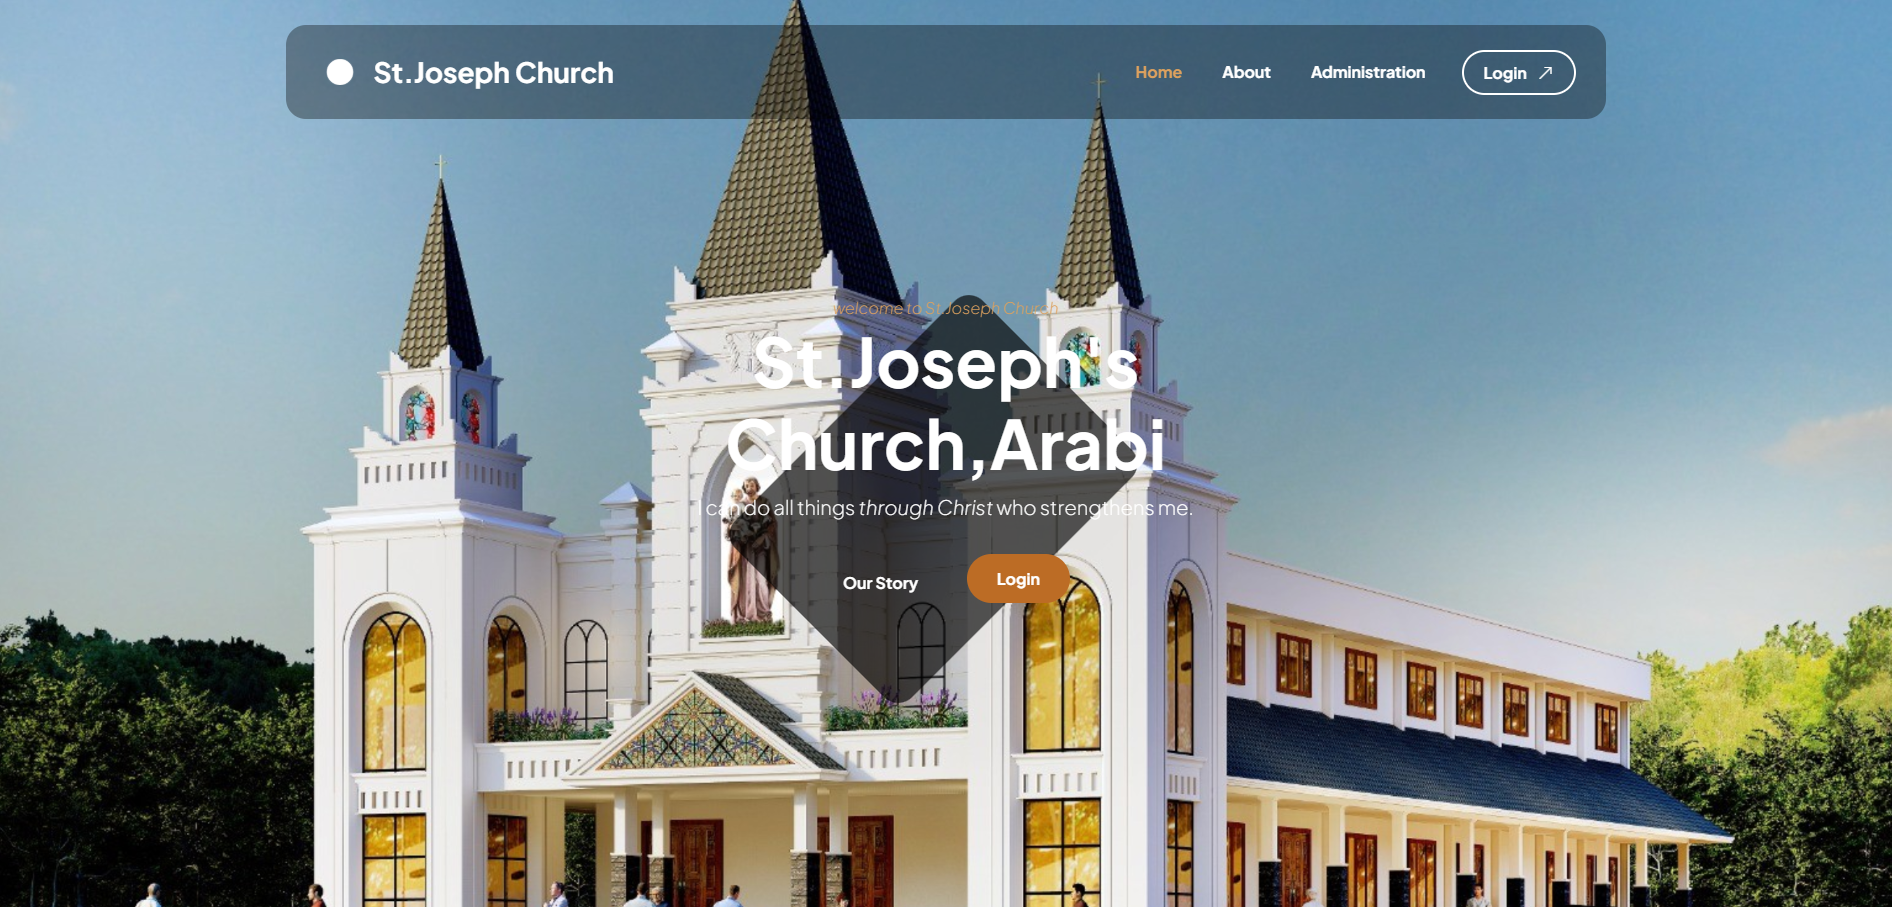 St.Joseph Church
Home
About
Administration
Login
welcome to St.Joseph Church
St.Joseph's
Church,Arabi
I can do all things through Christ who strengthens me.
Our Story
Login